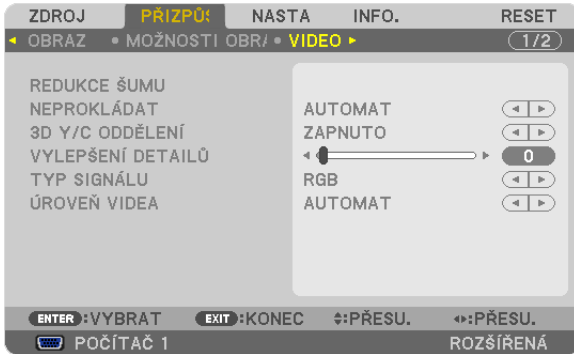 ZDROJ PŘIZPŮS NASTA INFO. RESET
OBRAZ • MOŽNOSTI OBRA • VIDEO 1/2
REDUKCE ŠUMU
NEPROKLÁDAT AUTOMAT
3D Y/C ODDĚLENÍ ZAPNUTO
VYLEPŠENÍ DETAILŮ 0
TYP SIGNÁLU RGB
ÚROVEŇ VIDEA AUTOMAT
ENTER :VYBRAT EXIT :KONEC :PŘESU. :PŘESU.
POČÍTAČ 1 ROZŠÍŘENÁ